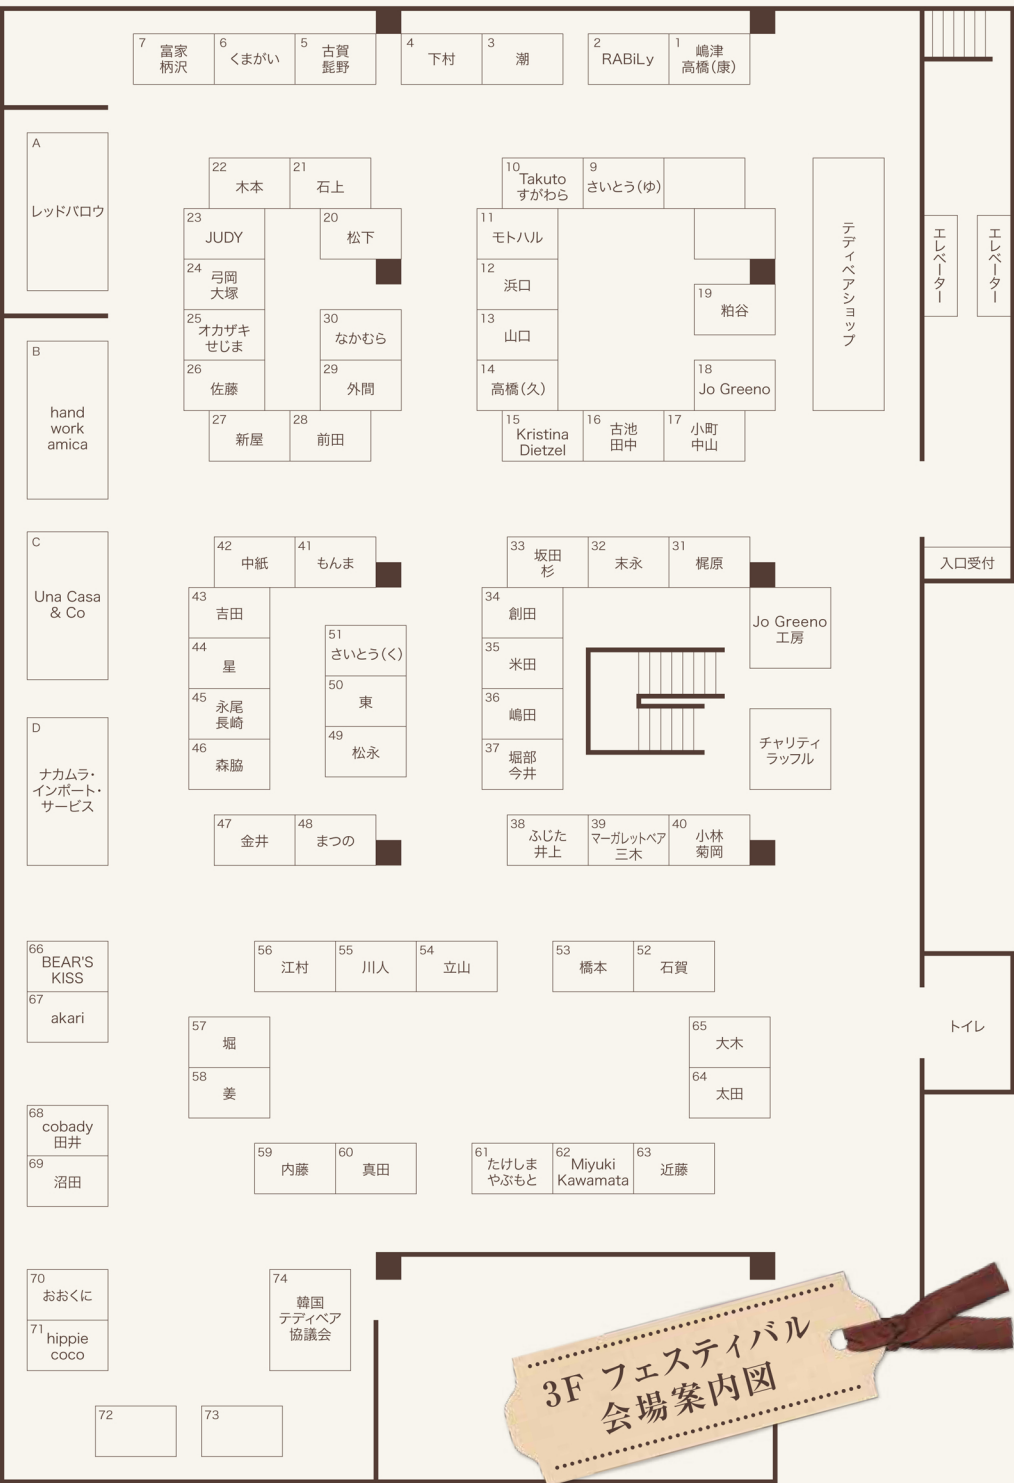 7
富家
柄沢
6
くまがい
5
古賀
髭野
4
下村
3
潮
2
RABiLy
1
嶋津
高橋(康)
A
レッドバロウ
22
木本
21
石上
10
Takuto
すがわら
9
さいとう(ゆ)
23
JUDY
20
松下
11
モトハル
24
弓岡
大塚
12
浜口
19
粕谷
25
オカザキ
せじま
30
なかむら
13
山口
26
佐藤
29
外間
14
高橋(久)
18
Jo Greeno
27
新屋
28
前田
15
Kristina
Dietzel
16
古池
田中
17
小町
中山
テディベアショップ
エレベーター
エレベーター
B
hand
work
amica
C
Una Casa
& Co
42
中紙
41
もんま
33
坂田
杉
32
末永
31
梶原
入口受付
43
吉田
34
創田
Jo Greeno
工房
44
星
51
さいとう(く)
35
米田
45
永尾
長崎
50
東
36
嶋田
46
森脇
49
松永
37
堀部
今井
チャリティ
ラッフル
D
ナカムラ・
インポート・
サービス
47
金井
48
まつの
38
ふじた
井上
39
マーガレットベア
三木
40
小林
菊岡
66
BEAR'S
KISS
67
akari
56
江村
55
川人
54
立山
53
橋本
52
石賀
57
堀
58
姜
65
大木
64
太田
トイレ
68
cobady
田井
69
沼田
59
内藤
60
真田
61
たけしま
やぶもと
62
Miyuki
Kawamata
63
近藤
70
おおくに
71
hippie
coco
74
韓国
テディベア
協議会
72
73
3F フェスティバル
会場案内図